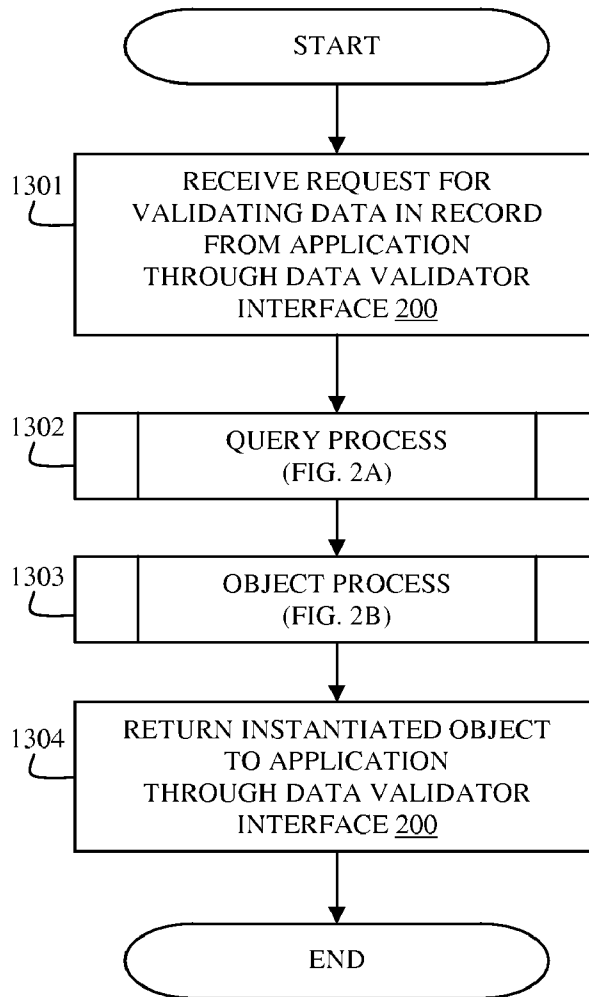 START
1301
RECEIVE REQUEST FOR
VALIDATING DATA IN RECORD
FROM APPLICATION
THROUGH DATA VALIDATOR
INTERFACE 200
1302
QUERY PROCESS
(FIG. 2A)
1303
OBJECT PROCESS
(FIG. 2B)
1304
RETURN INSTANTIATED OBJECT
TO APPLICATION
THROUGH DATA VALIDATOR
INTERFACE 200
END